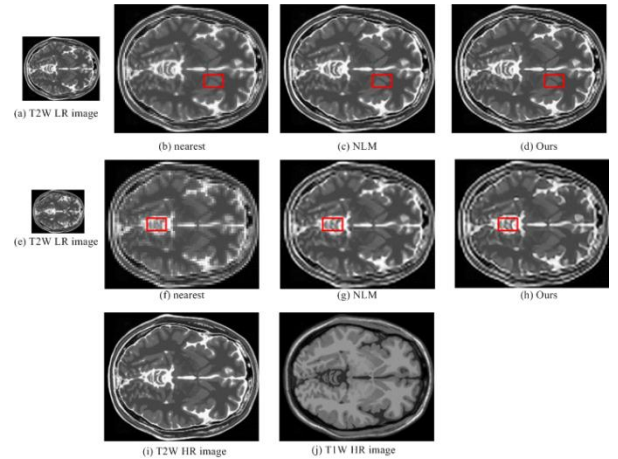 (a) T2W LR image
(b) nearest
(c) NLM
(d) Ours
(e) T2W LR image
(f) nearest
(g) NLM
(h) Ours
(i) T2W HR image
(j) T1W HR image